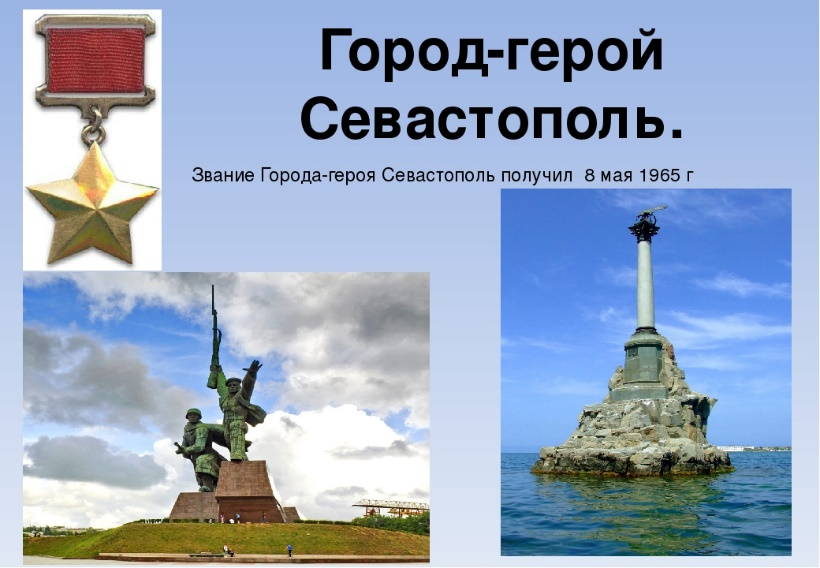 Город-герой
Севастополь.
Звание Города-героя Севастополь получил 8 мая 1965 г